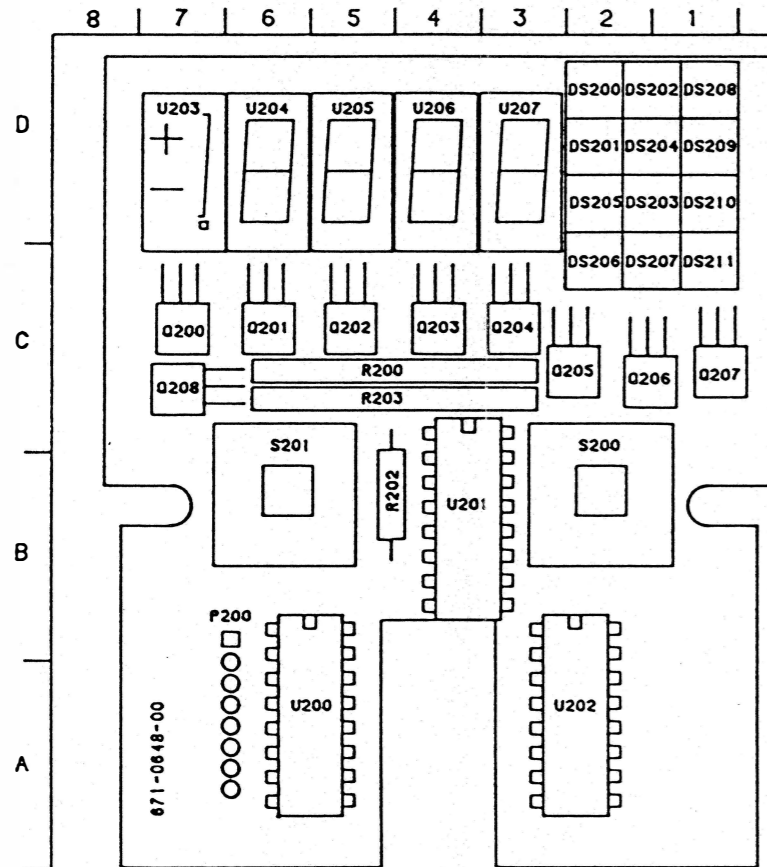 8 7 6 5 4 3 2 1
D
DS200 DS202 DS208
U203 U204 U205 U206 U207
+
−
a
DS201 DS204 DS209
DS205 DS203 DS210
DS206 DS207 DS211
C
Q200 Q201 Q202 Q203 Q204
Q205 Q206 Q207
R200
Q208
R203
S201 S200
R202
U201
B
P200
U200 U202
671-0648-00
A